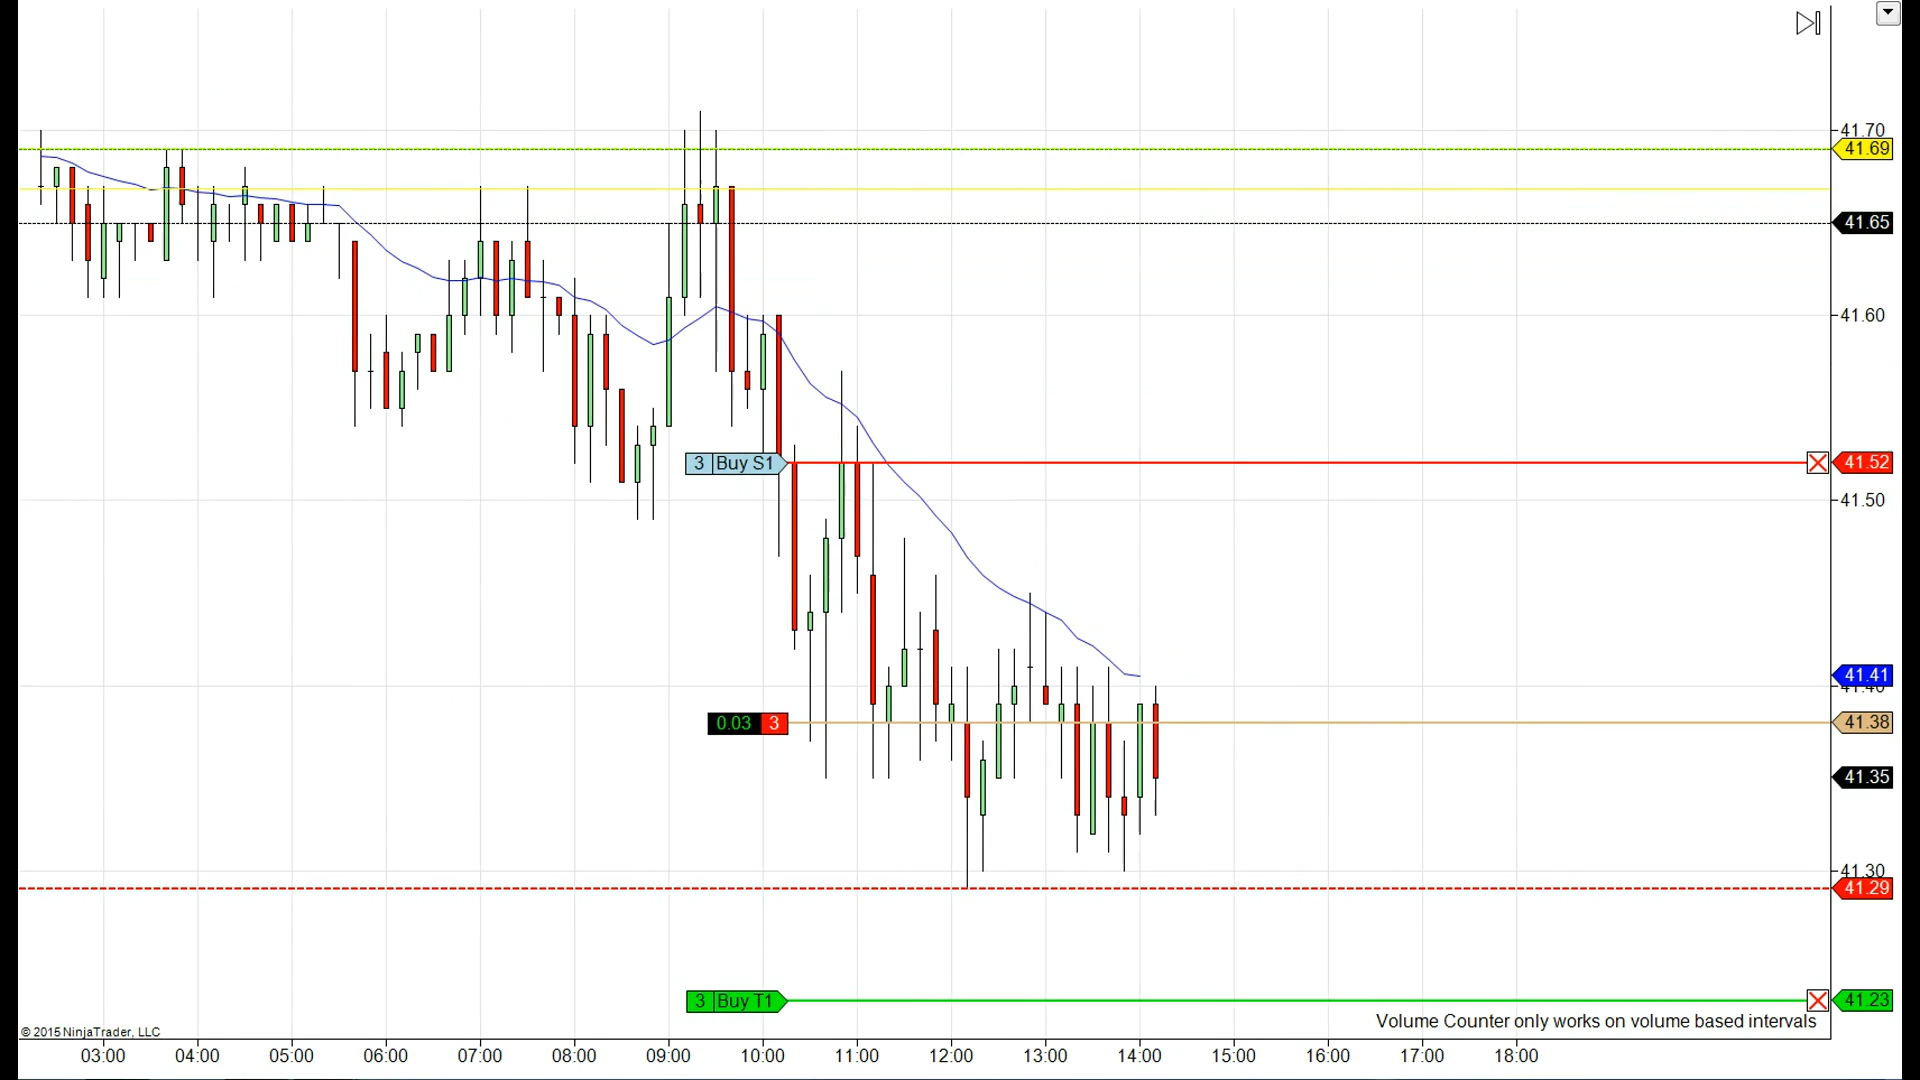 41.70
41.69
41.65
41.60
3 Buy S1
41.52
41.50
41.41
41.40
0.03 3
41.38
41.35
41.30
41.29
3 Buy T1
41.23
Volume Counter only works on volume based intervals
© 2015 NinjaTrader, LLC
03:00 04:00 05:00 06:00 07:00 08:00 09:00 10:00 11:00 12:00 13:00 14:00 15:00 16:00 17:00 18:00